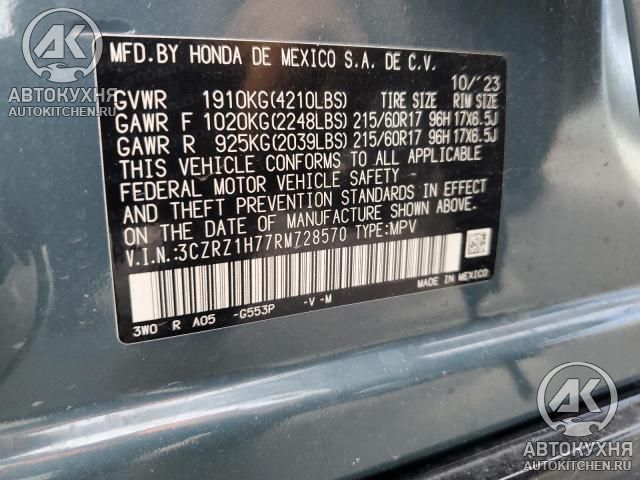 MFD.BY HONDA DE MEXICO S.A. DE C.V.
10/'23
GVWR 1910KG(4210LBS) TIRE SIZE RIM SIZE
GAWR F 1020KG(2248LBS) 215/60R17 96H 17X6.5J
GAWR R 925KG(2039LBS) 215/60R17 96H 17X6.5J
THIS VEHICLE CONFORMS TO ALL APPLICABLE
FEDERAL MOTOR VEHICLE SAFETY
AND THEFT PREVENTION STANDARDS IN EFFECT
ON THE DATE OF MANUFACTURE SHOWN ABOVE.
V.I.N.:3CZRZ1H77RM728570 TYPE:MPV
MADE IN MEXICO
3WO R A05 -G553P -V-M
АК
АВТОКУХНЯ
AUTOKITCHEN.RU
АК
АВТОКУХНЯ
AUTOKITCHEN.RU